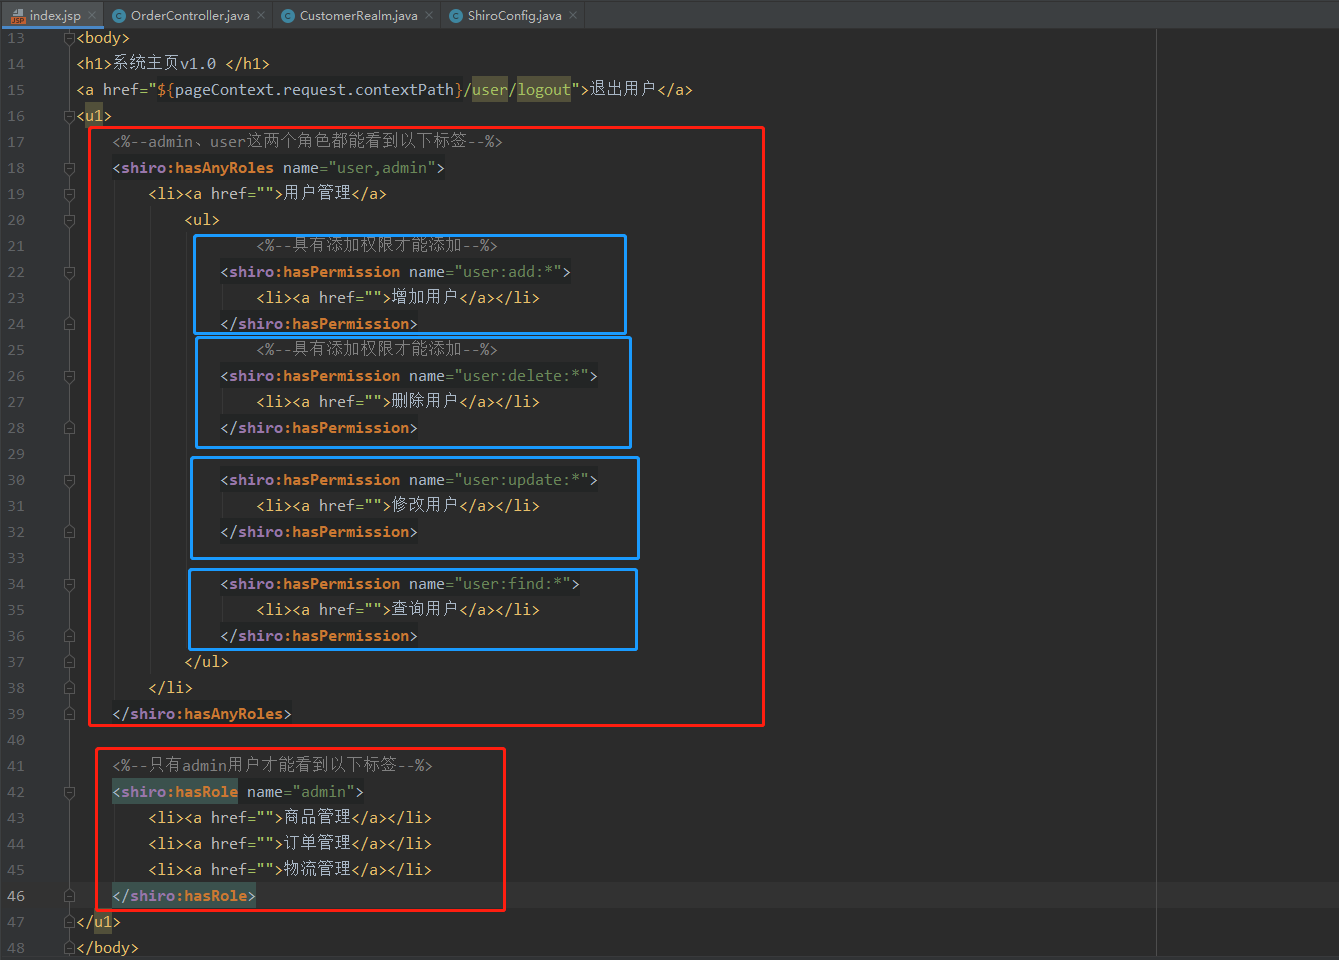 index.jsp OrderController.java CustomerRealm.java ShiroConfig.java
13 <body>
14 <h1>系统主页v1.0 </h1>
15 <a href="${pageContext.request.contextPath}/user/logout">退出用户</a>
16 <u1>
17 <%--admin、user这两个角色都能看到以下标签--%>
18 <shiro:hasAnyRoles name="user,admin">
19 <li><a href="">用户管理</a>
20 <ul>
21 <%--具有添加权限才能添加--%>
22 <shiro:hasPermission name="user:add:*">
23 <li><a href="">增加用户</a></li>
24 </shiro:hasPermission>
25 <%--具有添加权限才能添加--%>
26 <shiro:hasPermission name="user:delete:*">
27 <li><a href="">删除用户</a></li>
28 </shiro:hasPermission>
29
30 <shiro:hasPermission name="user:update:*">
31 <li><a href="">修改用户</a></li>
32 </shiro:hasPermission>
33
34 <shiro:hasPermission name="user:find:*">
35 <li><a href="">查询用户</a></li>
36 </shiro:hasPermission>
37 </ul>
38 </li>
39 </shiro:hasAnyRoles>
40
41 <%--只有admin用户才能看到以下标签--%>
42 <shiro:hasRole name="admin">
43 <li><a href="">商品管理</a></li>
44 <li><a href="">订单管理</a></li>
45 <li><a href="">物流管理</a></li>
46 </shiro:hasRole>
47 </u1>
48 </body>